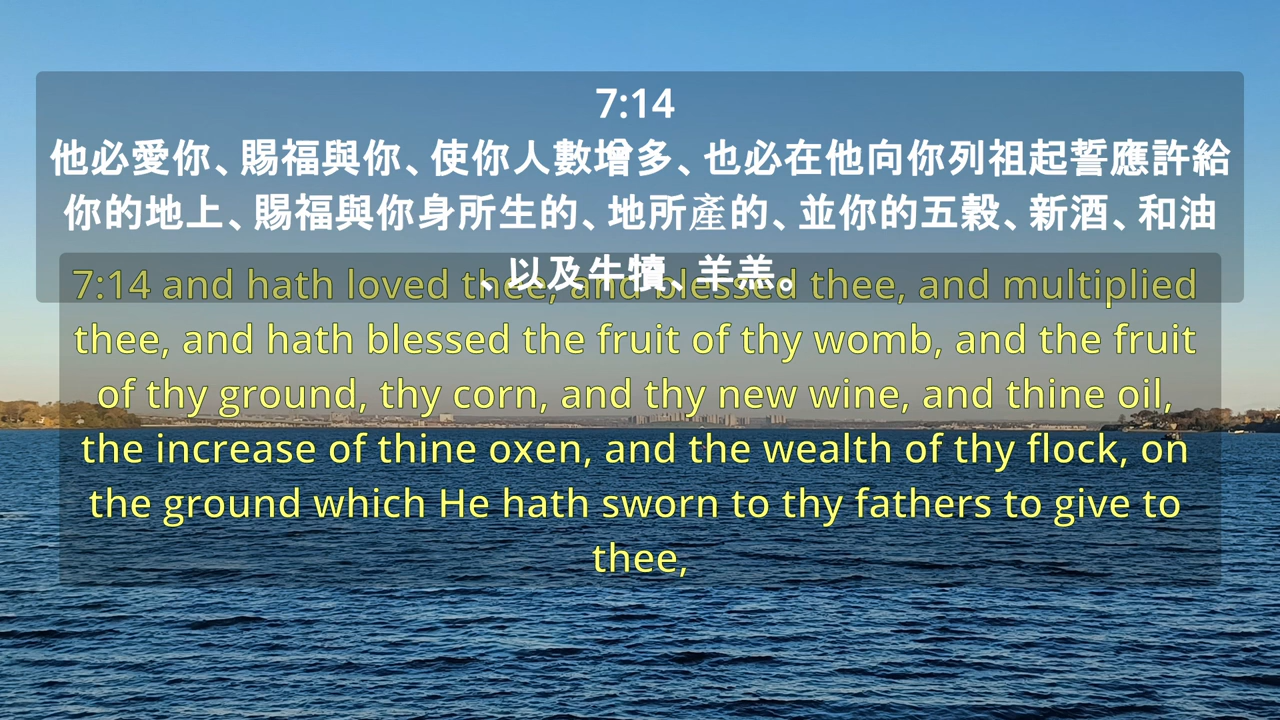 7:14
他必愛你、賜福與你、使你人數增多、也必在他向你列祖起誓應許給
你的地上、賜福與你身所生的、地所產的、並你的五穀、新酒、和油
、以及牛犢、羊羔。
7:14 and hath loved thee, and blessed thee, and multiplied
thee, and hath blessed the fruit of thy womb, and the fruit
of thy ground, thy corn, and thy new wine, and thine oil,
the increase of thine oxen, and the wealth of thy flock, on
the ground which He hath sworn to thy fathers to give to
thee,